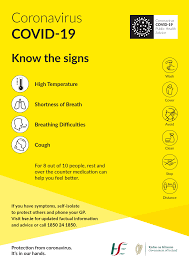 Coronavirus
COVID-19
Coronavirus
COVID-19
Public Health
Advice
Know the signs
High Temperature
Shortness of Breath
Breathing Difficulties
Cough
For 8 out of 10 people, rest and
over the counter medication can
help you feel better.
Wash
Cover
Avoid
Clean
Stop
Distance
If you have symptoms, self-isolate
to protect others and phone your GP.
Visit hse.ie for updated factual information
and advice or call 1850 24 1850.
Protection from coronavirus.
It's in our hands.
Rialtas na hÉireann
Government of Ireland